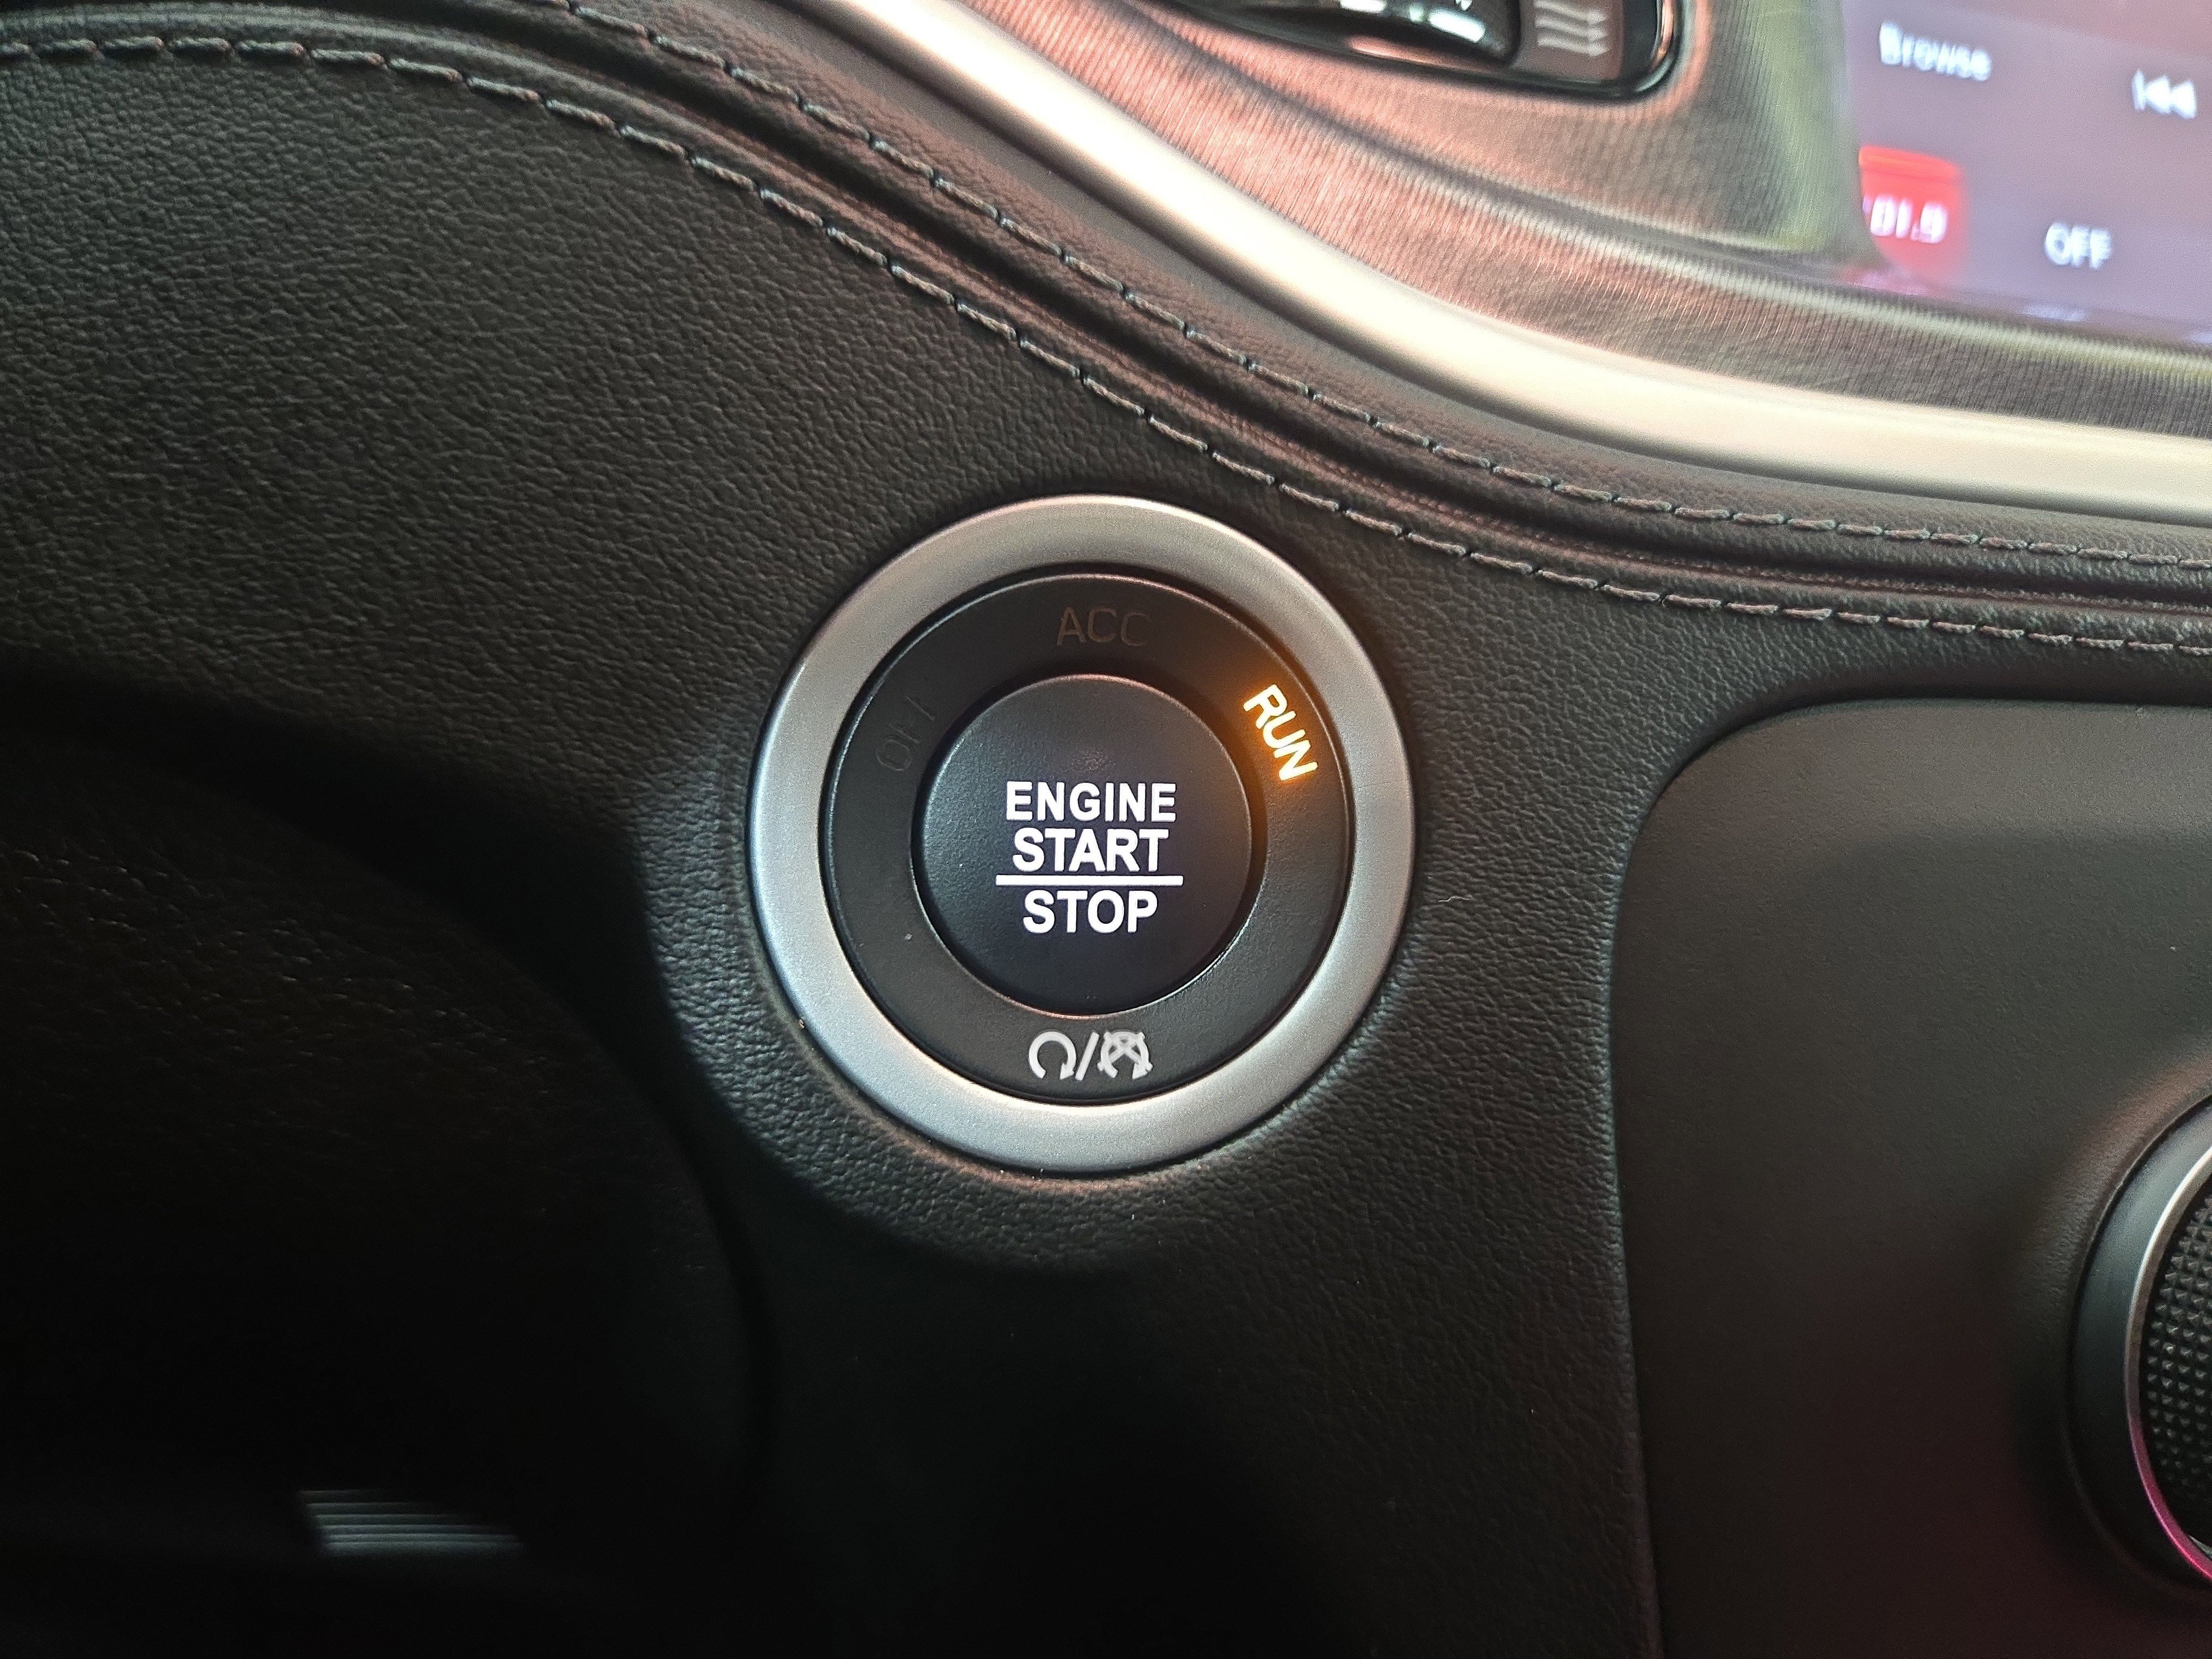 Browse
01.9
OFF
ACC
OFF
RUN
ENGINE
START
STOP